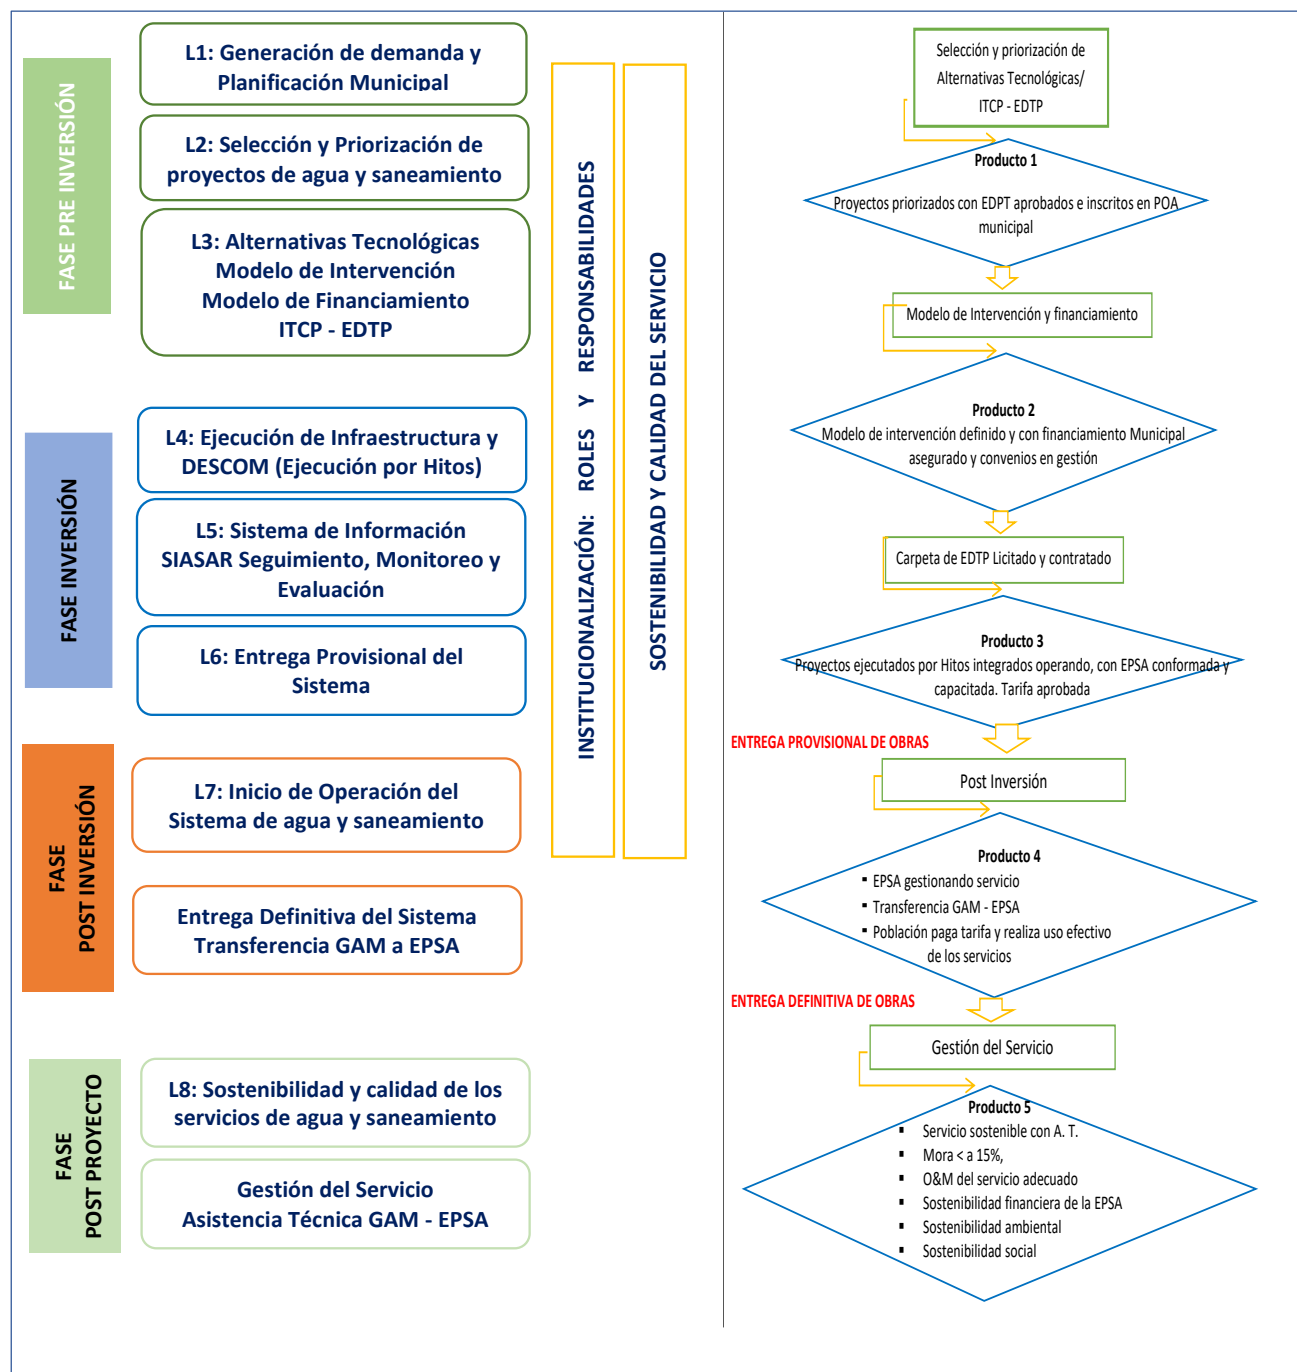 FASE PRE INVERSIÓN
L1: Generación de demanda y
Planificación Municipal
L2: Selección y Priorización de
proyectos de agua y saneamiento
L3: Alternativas Tecnológicas
Modelo de Intervención
Modelo de Financiamiento
ITCP - EDTP
FASE INVERSIÓN
L4: Ejecución de Infraestructura y
DESCOM (Ejecución por Hitos)
L5: Sistema de Información
SIASAR Seguimiento, Monitoreo y
Evaluación
L6: Entrega Provisional del
Sistema
FASE
POST INVERSIÓN
L7: Inicio de Operación del
Sistema de agua y saneamiento
Entrega Definitiva del Sistema
Transferencia GAM a EPSA
FASE
POST PROYECTO
L8: Sostenibilidad y calidad de los
servicios de agua y saneamiento
Gestión del Servicio
Asistencia Técnica GAM - EPSA
INSTITUCIONALIZACIÓN: ROLES Y RESPONSABILIDADES
SOSTENIBILIDAD Y CALIDAD DEL SERVICIO
Selección y priorización de
Alternativas Tecnológicas/
ITCP - EDTP
Producto 1
Proyectos priorizados con EDPT aprobados e inscritos en POA
municipal
Modelo de Intervención y financiamiento
Producto 2
Modelo de intervención definido y con financiamiento Municipal
asegurado y convenios en gestión
Carpeta de EDTP Licitado y contratado
Producto 3
Proyectos ejecutados por Hitos integrados operando, con EPSA conformada y
capacitada. Tarifa aprobada
ENTREGA PROVISIONAL DE OBRAS
Post Inversión
Producto 4
▪ EPSA gestionando servicio
▪ Transferencia GAM - EPSA
▪ Población paga tarifa y realiza uso efectivo
de los servicios
ENTREGA DEFINITIVA DE OBRAS
Gestión del Servicio
Producto 5
▪ Servicio sostenible con A. T.
▪ Mora < a 15%,
▪ O&M del servicio adecuado
▪ Sostenibilidad financiera de la EPSA
▪ Sostenibilidad ambiental
▪ Sostenibilidad social